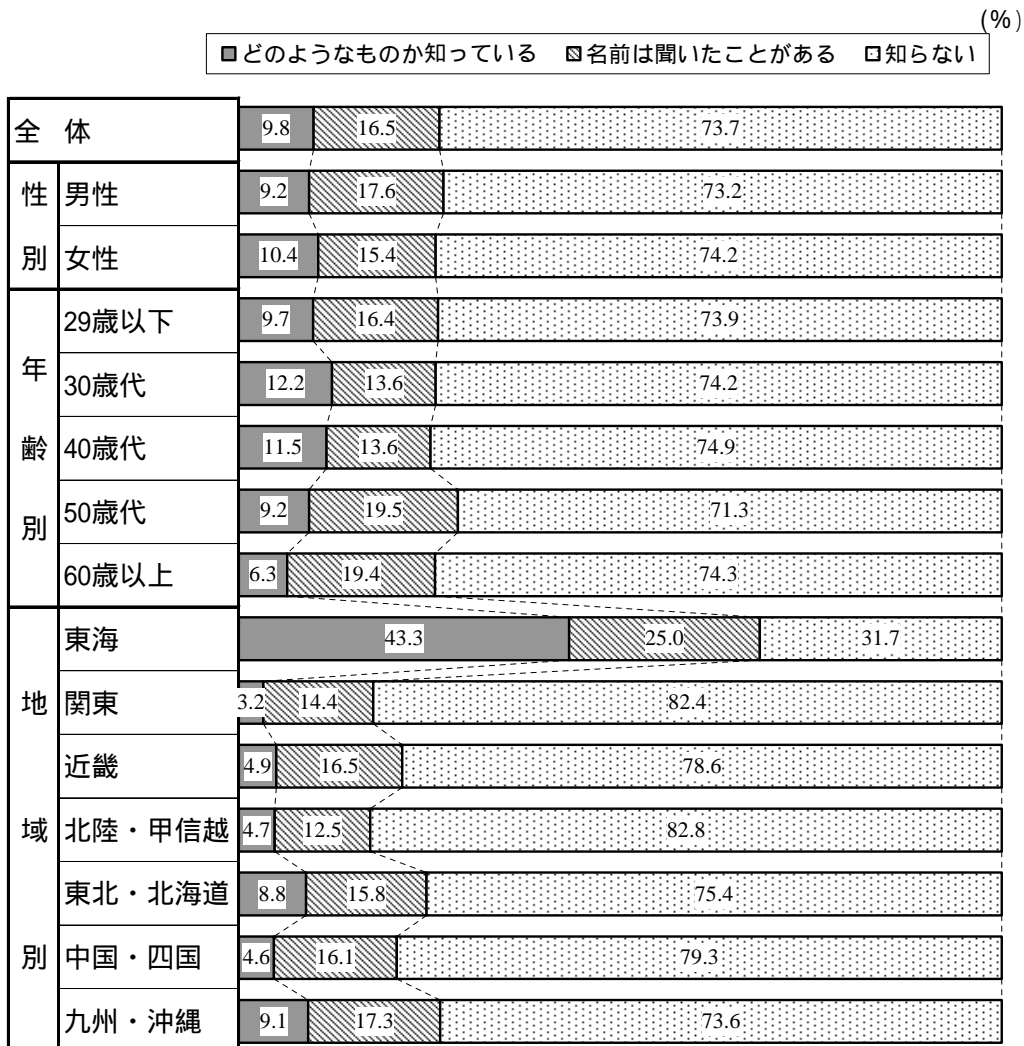 (%)
どのようなものか知っている 名前は聞いたことがある 知らない
全 体 9.8 16.5 73.7
性別
男性 9.2 17.6 73.2
女性 10.4 15.4 74.2
年齢別
29歳以下 9.7 16.4 73.9
30歳代 12.2 13.6 74.2
40歳代 11.5 13.6 74.9
50歳代 9.2 19.5 71.3
60歳以上 6.3 19.4 74.3
地域別
東海 43.3 25.0 31.7
関東 3.2 14.4 82.4
近畿 4.9 16.5 78.6
北陸・甲信越 4.7 12.5 82.8
東北・北海道 8.8 15.8 75.4
中国・四国 4.6 16.1 79.3
九州・沖縄 9.1 17.3 73.6